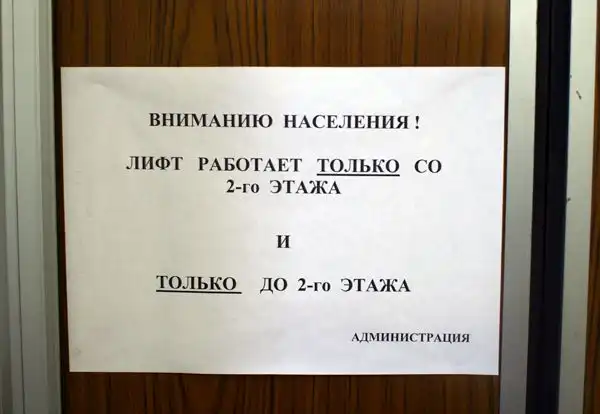 ВНИМАНИЮ НАСЕЛЕНИЯ !
ЛИФТ РАБОТАЕТ ТОЛЬКО СО
2-го ЭТАЖА
И
ТОЛЬКО ДО 2-го ЭТАЖА
АДМИНИСТРАЦИЯ